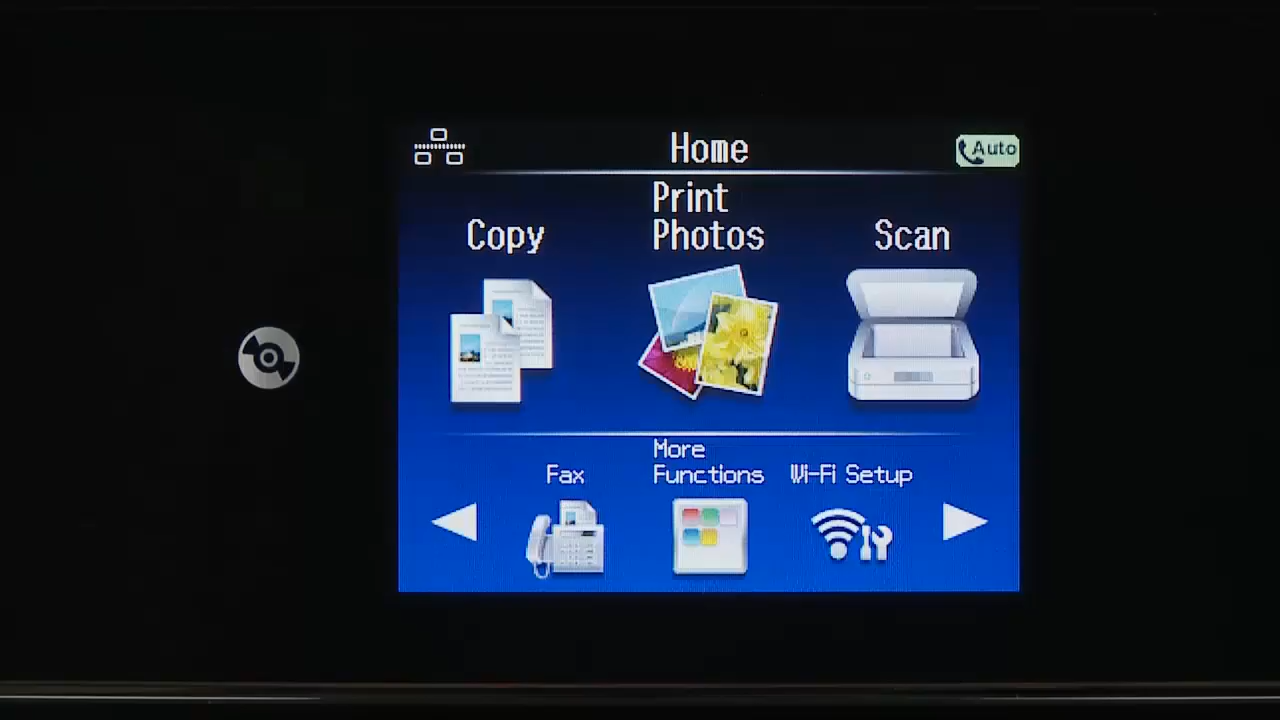 Home
Auto
Print
Photos
Copy
Scan
More
Functions
Fax
Wi-Fi Setup